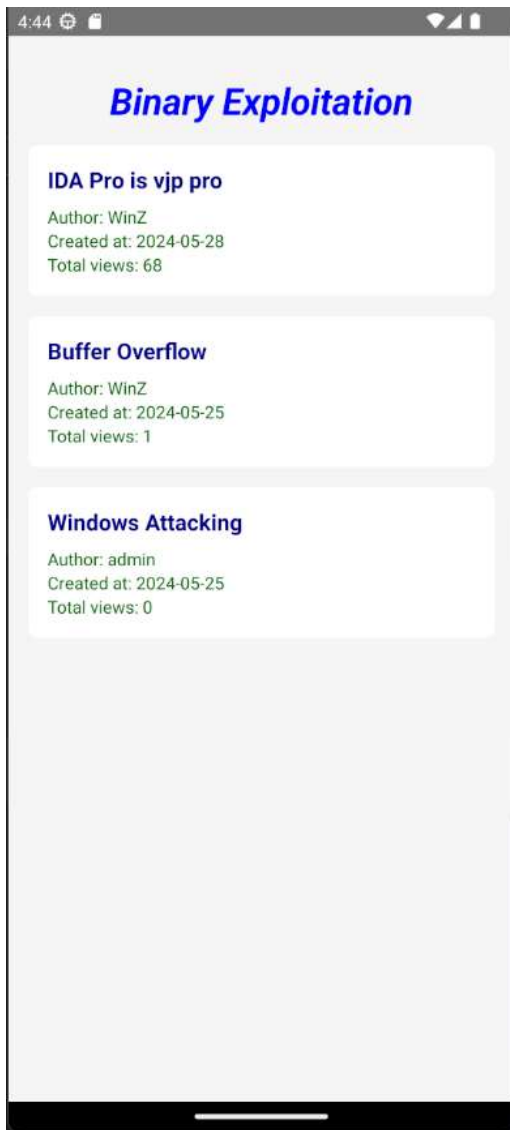 4:44
Binary Exploitation
IDA Pro is vjp pro
Author: WinZ
Created at: 2024-05-28
Total views: 68
Buffer Overflow
Author: WinZ
Created at: 2024-05-25
Total views: 1
Windows Attacking
Author: admin
Created at: 2024-05-25
Total views: 0